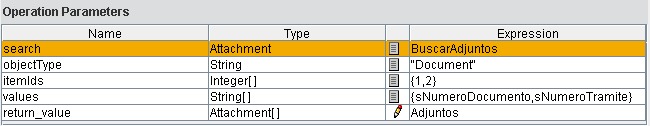 Operation Parameters
Name Type Expression
search Attachment BuscarAdjuntos
objectType String "Document"
itemIds Integer[] {1,2}
values String[] {sNumeroDocumento,sNumeroTramite}
return_value Attachment[] Adjuntos